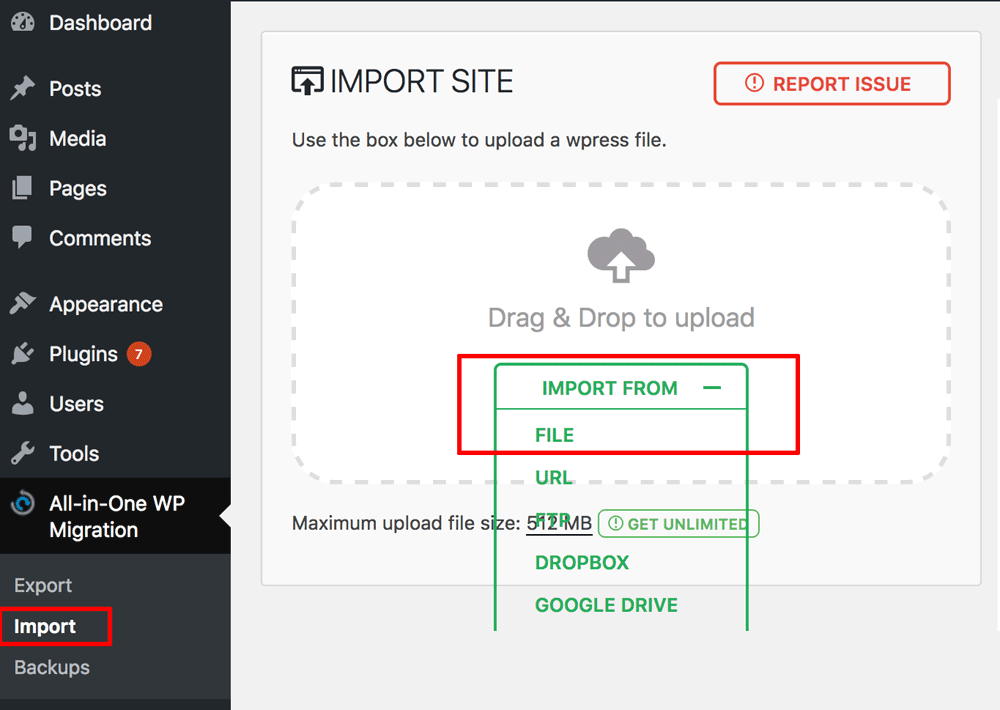 Dashboard
Posts
Media
Pages
Comments
Appearance
Plugins 7
Users
Tools
All-in-One WP
Migration
Export
Import
Backups
IMPORT SITE
REPORT ISSUE
Use the box below to upload a wpress file.
Drag & Drop to upload
IMPORT FROM
FILE
URL
Maximum upload file size: 512 MB
FTP
GET UNLIMITED
DROPBOX
GOOGLE DRIVE